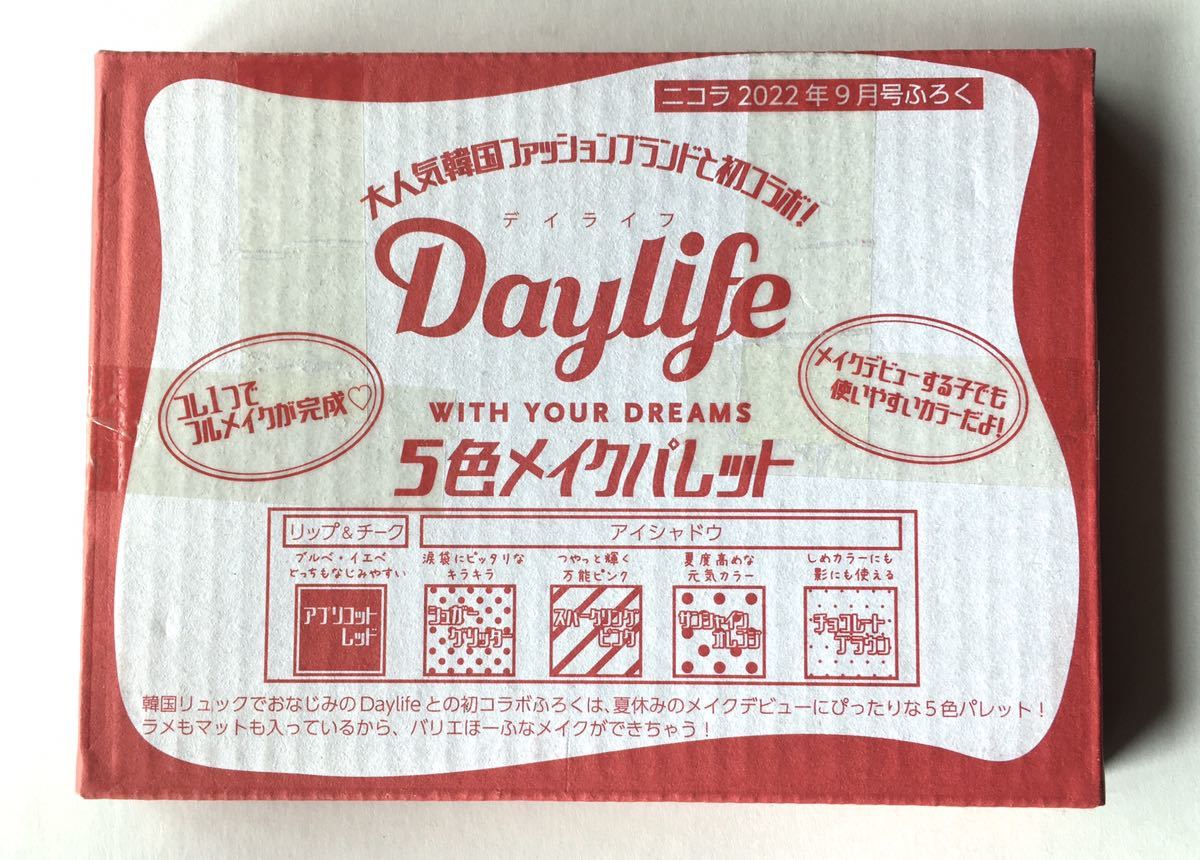 ニコラ 2022年9月号ふろく
大人気韓国ファッションブランドと初コラボ!
デイライフ
Daylife
コレ1つで
フルメイクが完成♡
メイクデビューする子でも
使いやすいカラーだよ!
WITH YOUR DREAMS
5色メイクパレット
リップ&チーク
アイシャドウ
ブルベ・イエベ
どっちもなじみやすい
アプリコット
レッド
涙袋にピッタリな
キラキラ
シュガー
グリッター
つやっと輝く
万能ピンク
スパークリング
ピンク
夏度高めな
元気カラー
サンシャイン
オレンジ
しめカラーにも
影にも使える
チョコレート
ブラウン
韓国リュックでおなじみのDaylifeとの初コラボふろくは、夏休みのメイクデビューにぴったりな5色パレット!
ラメもマットも入っているから、バリエほーふなメイクができちゃう!